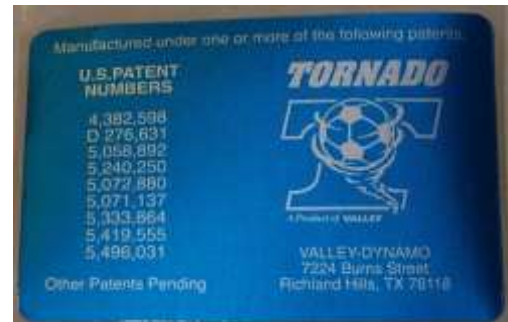 Manufactured under one or more of the following patents.
U.S. PATENT
NUMBERS
4,382,598
D 276,631
5,058,892
5,240,250
5,072,880
5,071,137
5,333,864
5,419,555
5,496,031
Other Patents Pending
TORNADO
A Product of VALLEY
VALLEY-DYNAMO
7224 Burns Street
Richland Hills, TX 76118